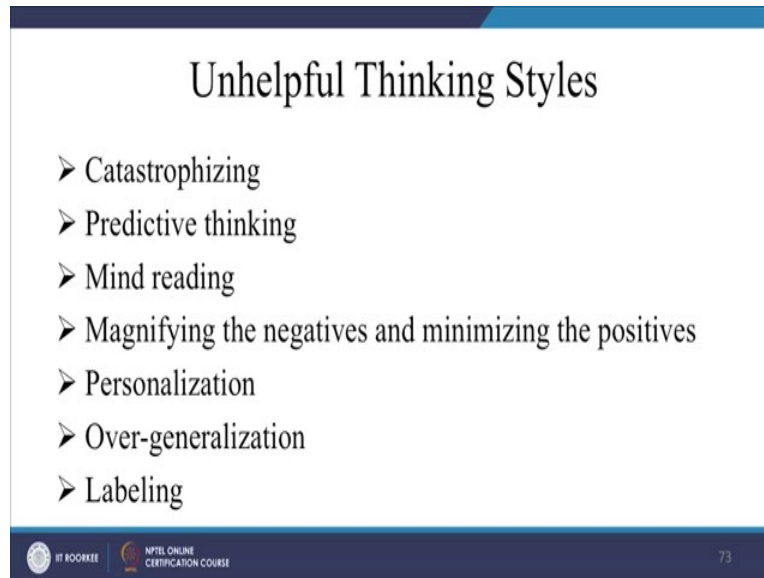 Unhelpful Thinking Styles
➢ Catastrophizing
➢ Predictive thinking
➢ Mind reading
➢ Magnifying the negatives and minimizing the positives
➢ Personalization
➢ Over-generalization
➢ Labeling
IIT ROORKEE
NPTEL ONLINE
CERTIFICATION COURSE
73